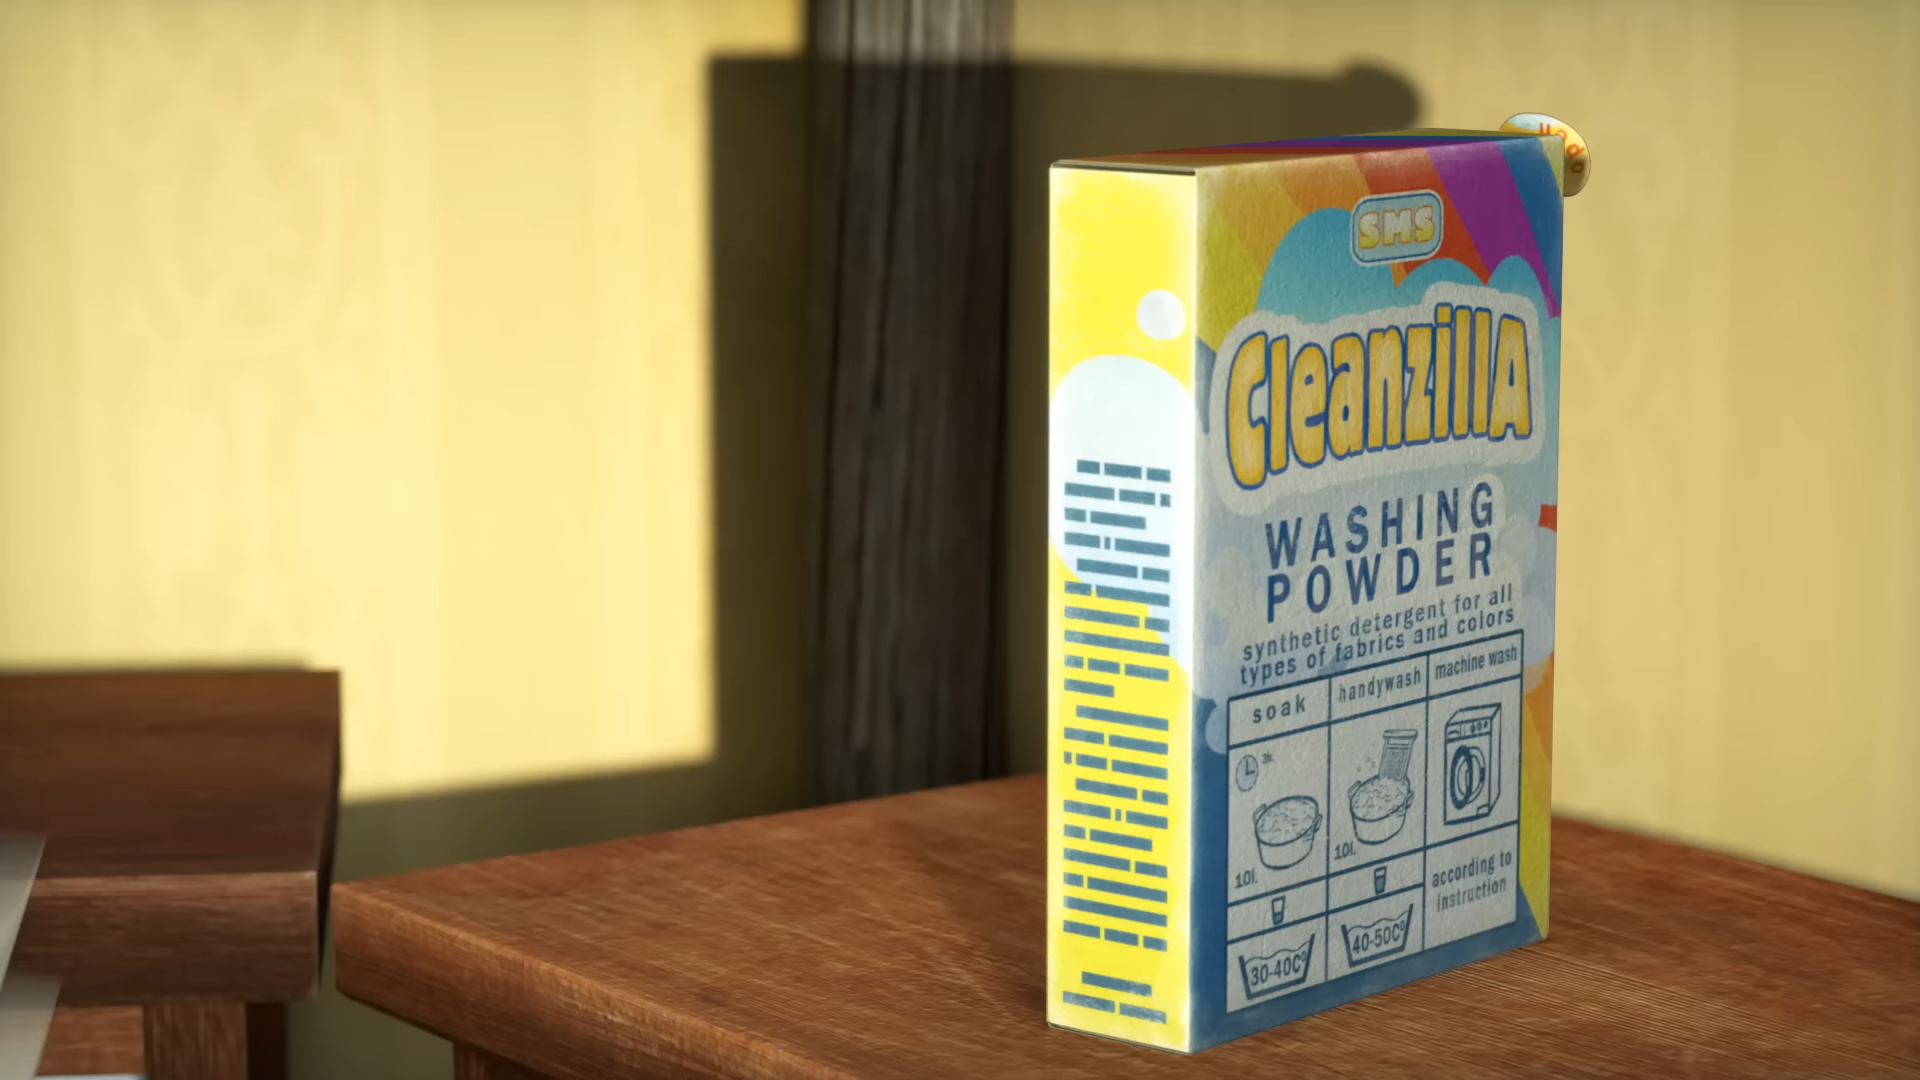 SMS
CleanzillA
WASHING
POWDER
synthetic detergent for all
types of fabrics and colors
soak
handywash
machine wash
3h.
10l.
10l.
according to
instruction
30-40C°
40-50C°